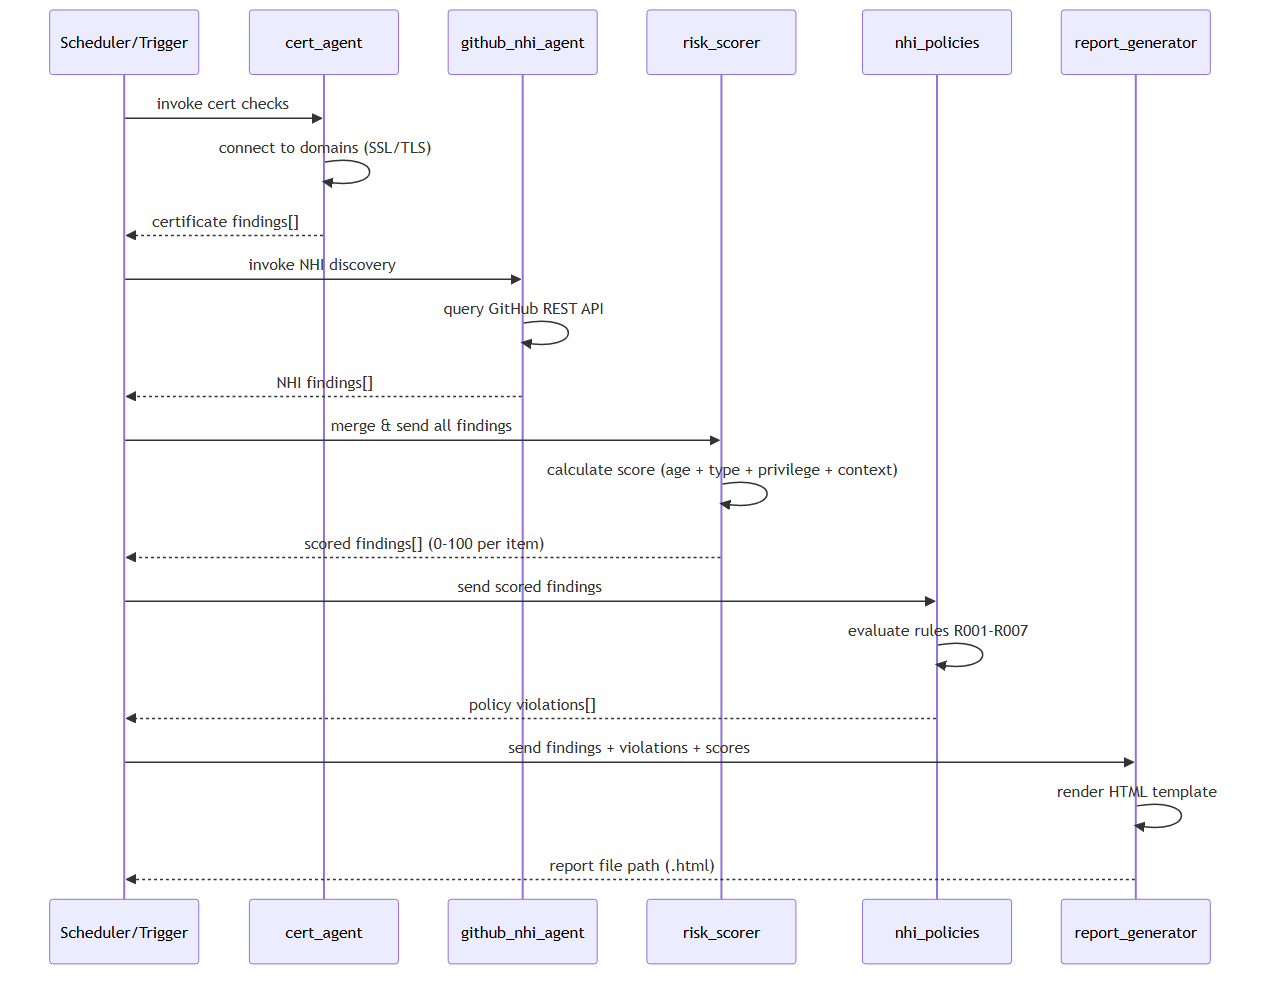 Scheduler/Trigger
cert_agent
github_nhi_agent
risk_scorer
nhi_policies
report_generator
invoke cert checks
connect to domains (SSL/TLS)
certificate findings[]
invoke NHI discovery
query GitHub REST API
NHI findings[]
merge & send all findings
calculate score (age + type + privilege + context)
scored findings[] (0-100 per item)
send scored findings
evaluate rules R001-R007
policy violations[]
send findings + violations + scores
render HTML template
report file path (.html)
Scheduler/Trigger
cert_agent
github_nhi_agent
risk_scorer
nhi_policies
report_generator